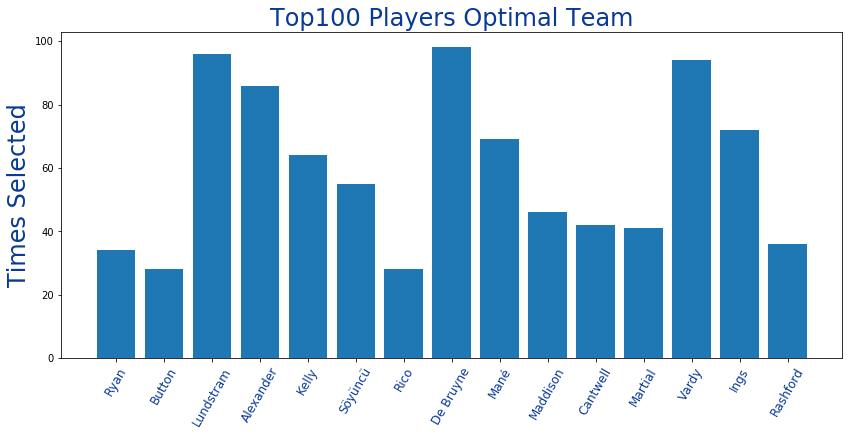 Top100 Players Optimal Team
Times Selected
100
80
60
40
20
0
Ryan
Button
Lundstram
Alexander
Kelly
Söyüncü
Rico
De Bruyne
Mané
Maddison
Cantwell
Martial
Vardy
Ings
Rashford